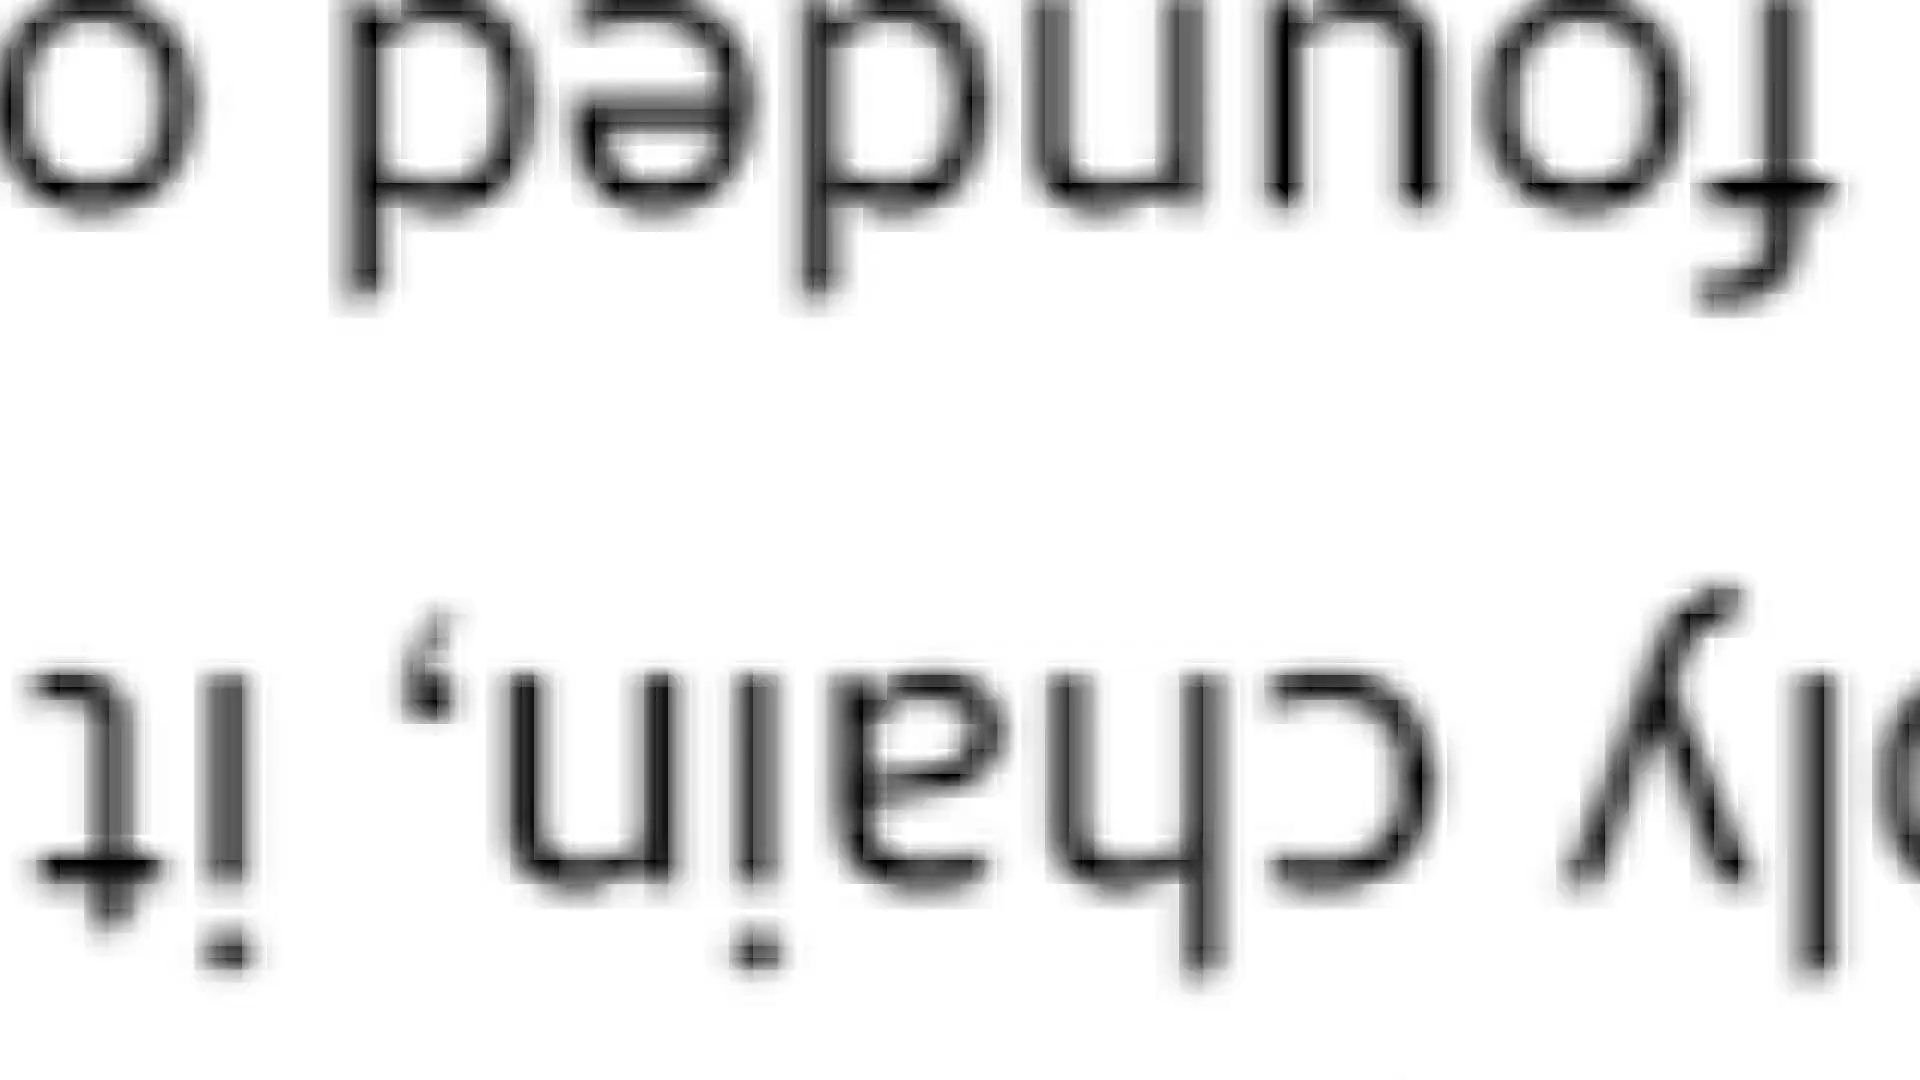 ly chain, it
founded o